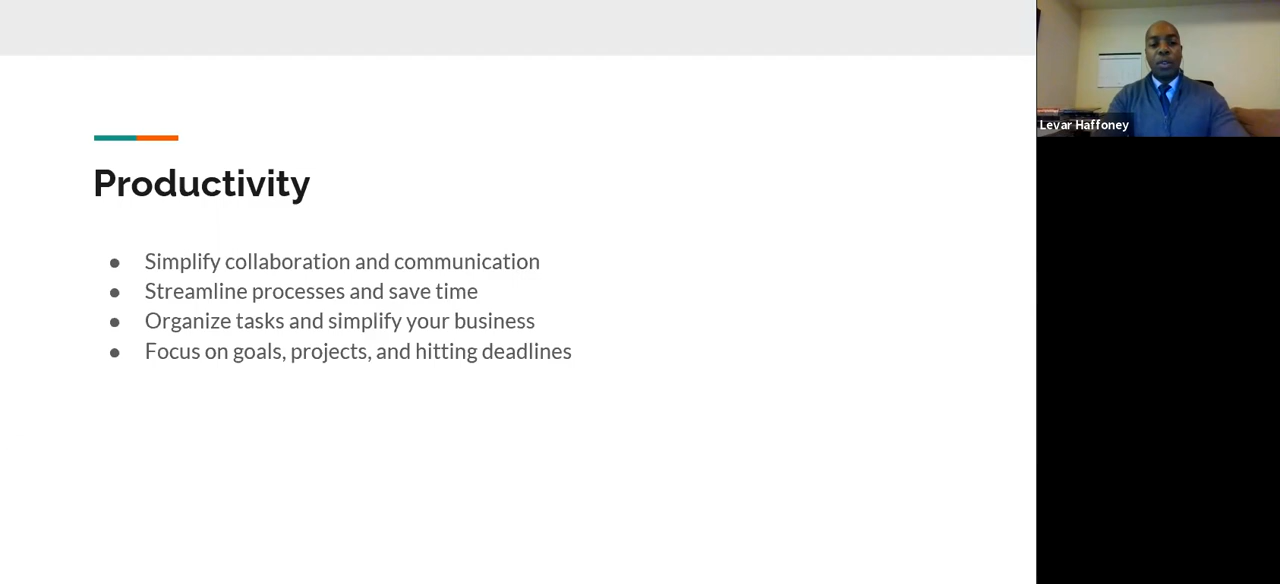 Productivity
● Simplify collaboration and communication
● Streamline processes and save time
● Organize tasks and simplify your business
● Focus on goals, projects, and hitting deadlines
Levar Haffoney